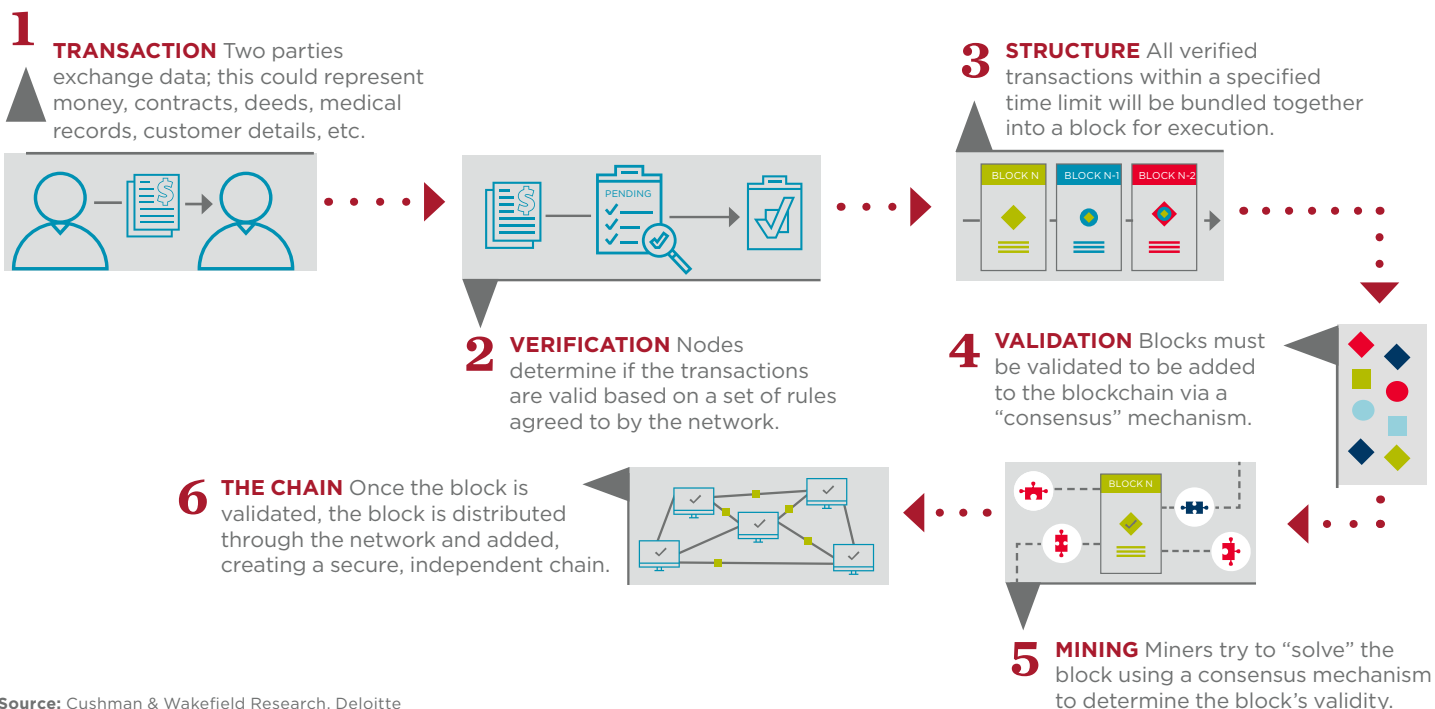 1
TRANSACTION Two parties
exchange data; this could represent
money, contracts, deeds, medical
records, customer details, etc.
PENDING
2
VERIFICATION Nodes
determine if the transactions
are valid based on a set of rules
agreed to by the network.
3
STRUCTURE All verified
transactions within a specified
time limit will be bundled together
into a block for execution.
BLOCK N
BLOCK N-1
BLOCK N-2
4
VALIDATION Blocks must
be validated to be added
to the blockchain via a
“consensus” mechanism.
BLOCK N
5
MINING Miners try to “solve” the
block using a consensus mechanism
to determine the block’s validity.
6
THE CHAIN Once the block is
validated, the block is distributed
through the network and added,
creating a secure, independent chain.
Source: Cushman & Wakefield Research, Deloitte